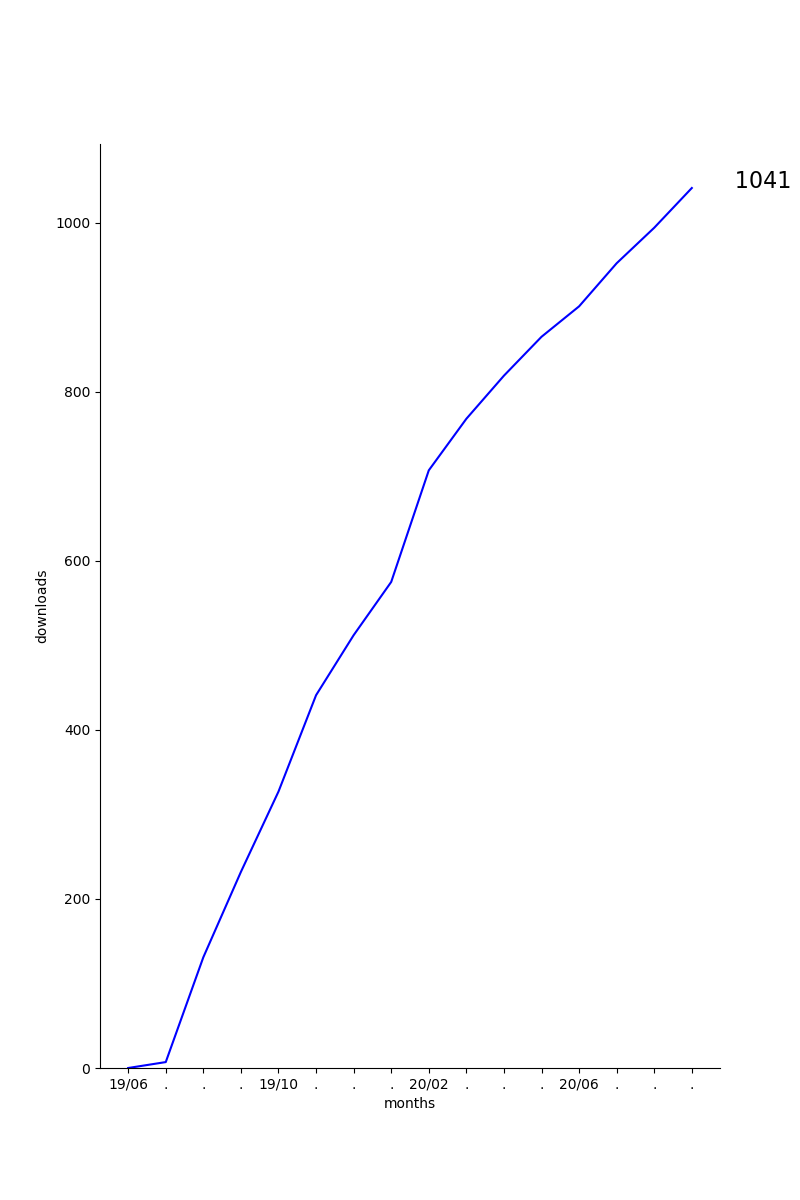 1041
1000
800
600
400
200
0
downloads
19/06 . . . 19/10 . . . 20/02 . . . 20/06 . . .
months